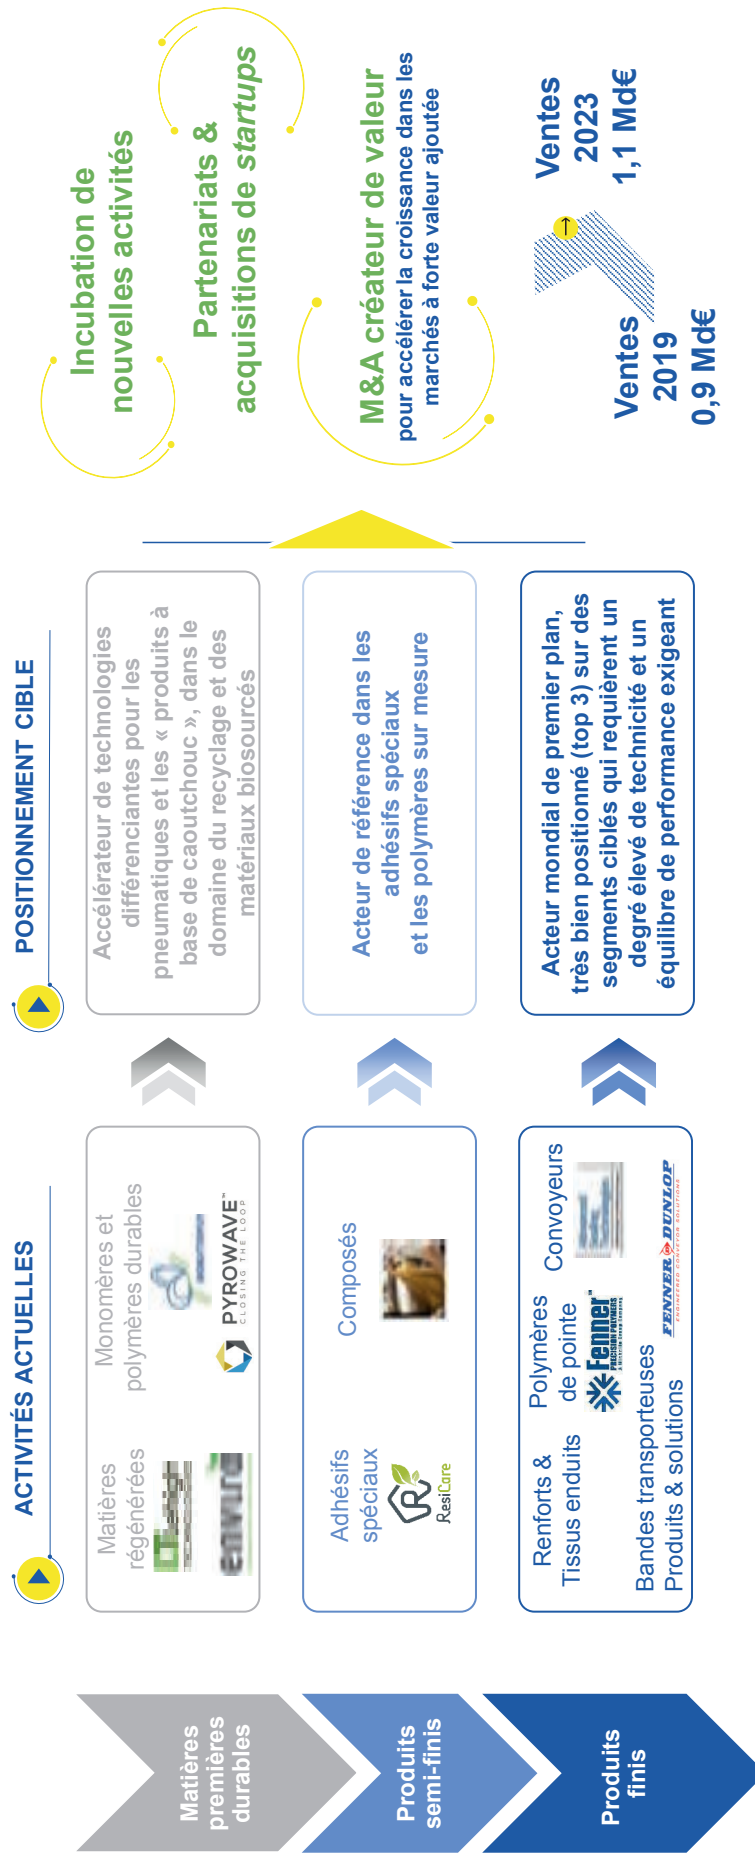 ACTIVITÉS ACTUELLES
POSITIONNEMENT CIBLE
Matières
premières
durables
Matières
régénérées
Monomères et
polymères durables
PYROWAVE™
CLOSING THE LOOP
Accélérateur de technologies
différenciantes pour les
pneumatiques et les « produits à
base de caoutchouc », dans le
domaine du recyclage et des
matériaux biosourcés
Produits
semi-finis
Adhésifs
spéciaux
ResiCare
Composés
Acteur de référence dans les
adhésifs spéciaux
et les polymères sur mesure
Produits
finis
Renforts &
Tissus enduits
Polymères
de pointe
Fenner™
PRECISION POLYMERS
Convoyeurs
Bandes transporteuses
Produits & solutions
FENNER DUNLOP
ENGINEERED CONVEYOR SOLUTIONS
Acteur mondial de premier plan,
très bien positionné (top 3) sur des
segments ciblés qui requièrent un
degré élevé de technicité et un
équilibre de performance exigeant
Incubation de
nouvelles activités
Partenariats &
acquisitions de startups
M&A créateur de valeur
pour accélérer la croissance dans les
marchés à forte valeur ajoutée
Ventes
2019
0,9 Md€
Ventes
2023
1,1 Md€